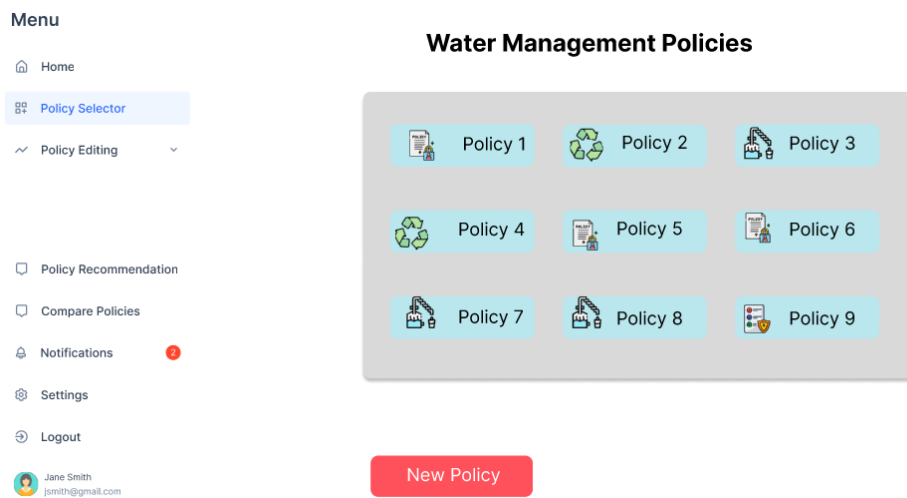 Menu
Home
Policy Selector
Policy Editing
Policy Recommendation
Compare Policies
Notifications 2
Settings
Logout
Jane Smith
jsmith@gmail.com
Water Management Policies
Policy 1 Policy 2 Policy 3
Policy 4 Policy 5 Policy 6
Policy 7 Policy 8 Policy 9
New Policy